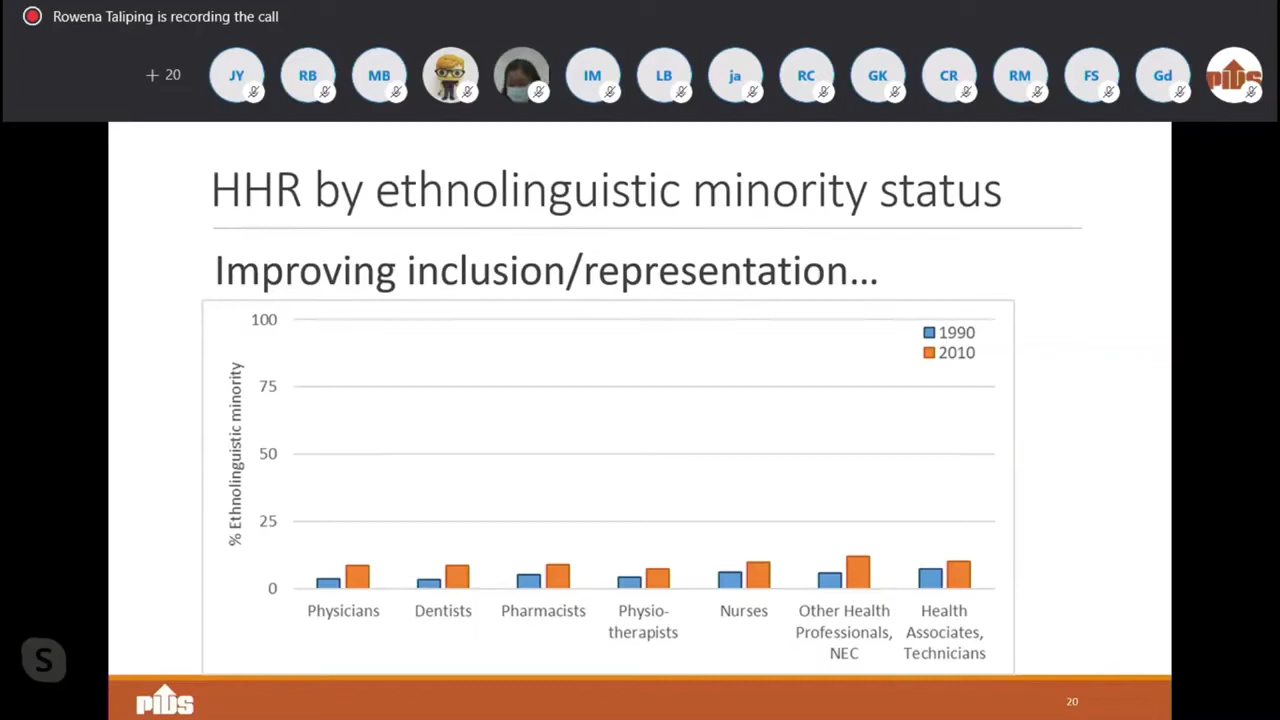 Rowena Taliping is recording the call
+ 20
JY
RB
MB
IM
LB
ja
RC
GK
CR
RM
FS
Gd
PIDS
HHR by ethnolinguistic minority status
Improving inclusion/representation...
100
75
50
25
0
% Ethnolinguistic minority
1990
2010
Physicians
Dentists
Pharmacists
Physio-
therapists
Nurses
Other Health
Professionals,
NEC
Health
Associates,
Technicians
S
PIDS
20